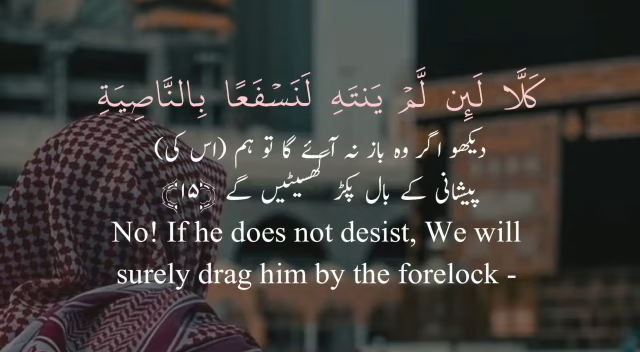 كَلَّا لَئِن لَّمْ يَنتَهِ لَنَسْفَعًۢا بِالنَّاصِيَةِ
دیکھو اگر وہ باز نہ آئے گا تو ہم (اس کی)
پیشانی کے بال پکڑ گھسیٹیں گے ﴿۱۵﴾
No! If he does not desist, We will
surely drag him by the forelock -